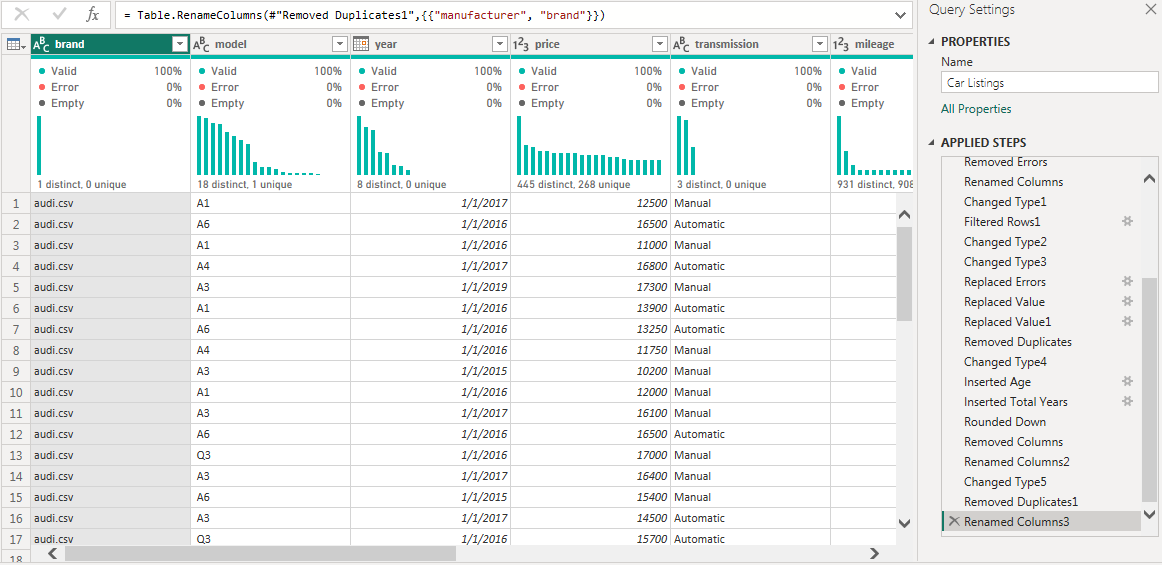 = Table.RenameColumns(#"Removed Duplicates1",{{"manufacturer", "brand"}})
brand model year price transmission mileage
Valid 100% Valid 100% Valid 100% Valid 100% Valid 100% Valid
Error 0% Error 0% Error 0% Error 0% Error 0% Error
Empty 0% Empty 0% Empty 0% Empty 0% Empty 0% Empty
1 distinct, 0 unique 18 distinct, 1 unique 8 distinct, 0 unique 445 distinct, 268 unique 3 distinct, 0 unique 931 distinct, 908
1 audi.csv A1 1/1/2017 12500 Manual
2 audi.csv A6 1/1/2016 16500 Automatic
3 audi.csv A1 1/1/2016 11000 Manual
4 audi.csv A4 1/1/2017 16800 Automatic
5 audi.csv A3 1/1/2019 17300 Manual
6 audi.csv A1 1/1/2016 13900 Automatic
7 audi.csv A6 1/1/2016 13250 Automatic
8 audi.csv A4 1/1/2016 11750 Manual
9 audi.csv A3 1/1/2015 10200 Manual
10 audi.csv A1 1/1/2016 12000 Manual
11 audi.csv A3 1/1/2017 16100 Manual
12 audi.csv A6 1/1/2016 16500 Automatic
13 audi.csv Q3 1/1/2016 17000 Manual
14 audi.csv A3 1/1/2017 16400 Manual
15 audi.csv A6 1/1/2015 15400 Manual
16 audi.csv A3 1/1/2017 14500 Automatic
17 audi.csv Q3 1/1/2016 15700 Automatic
18
Query Settings
PROPERTIES
Name
Car Listings
All Properties
APPLIED STEPS
Removed Errors
Renamed Columns
Changed Type1
Filtered Rows1
Changed Type2
Changed Type3
Replaced Errors
Replaced Value
Replaced Value1
Removed Duplicates
Changed Type4
Inserted Age
Inserted Total Years
Rounded Down
Removed Columns
Renamed Columns2
Changed Type5
Removed Duplicates1
Renamed Columns3